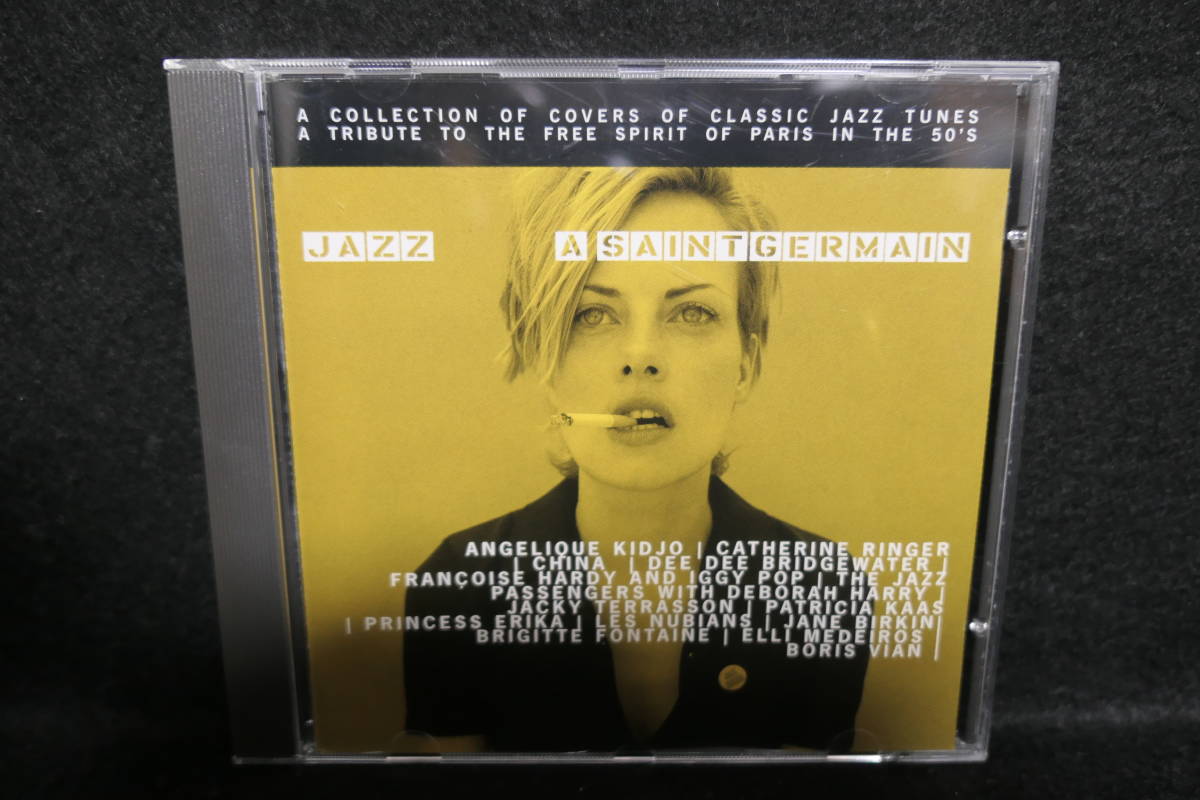 A COLLECTION OF COVERS OF CLASSIC JAZZ TUNES
A TRIBUTE TO THE FREE SPIRIT OF PARIS IN THE 50'S
JAZZ A SAINTGERMAIN
ANGELIQUE KIDJO | CATHERINE RINGER
| CHINA | DEE DEE BRIDGEWATER |
FRANÇOISE HARDY AND IGGY POP | THE JAZZ
PASSENGERS WITH DEBORAH HARRY |
JACKY TERRASSON | PATRICIA KAAS
| PRINCESS ERIKA | LES NUBIANS | JANE BIRKIN|
BRIGITTE FONTAINE | ELLI MEDEIROS |
BORIS VIAN |